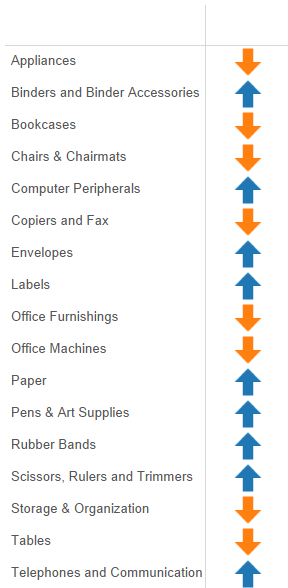 Appliances
Binders and Binder Accessories
Bookcases
Chairs & Chairmats
Computer Peripherals
Copiers and Fax
Envelopes
Labels
Office Furnishings
Office Machines
Paper
Pens & Art Supplies
Rubber Bands
Scissors, Rulers and Trimmers
Storage & Organization
Tables
Telephones and Communication